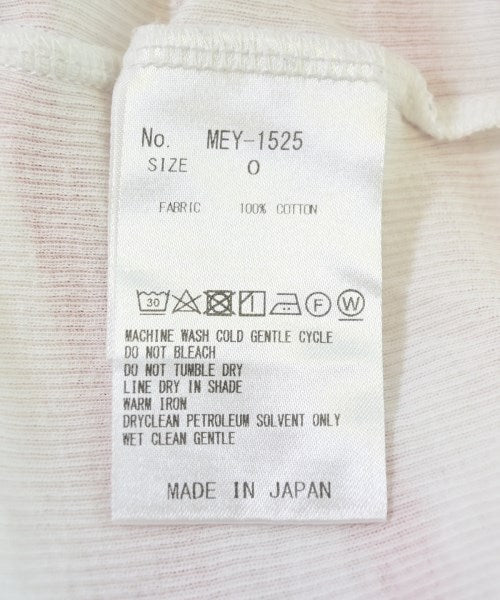 No. MEY-1525
SIZE 0
FABRIC 100% COTTON
30 F W
MACHINE WASH COLD GENTLE CYCLE
DO NOT BLEACH
DO NOT TUMBLE DRY
LINE DRY IN SHADE
WARM IRON
DRYCLEAN PETROLEUM SOLVENT ONLY
WET CLEAN GENTLE
MADE IN JAPAN